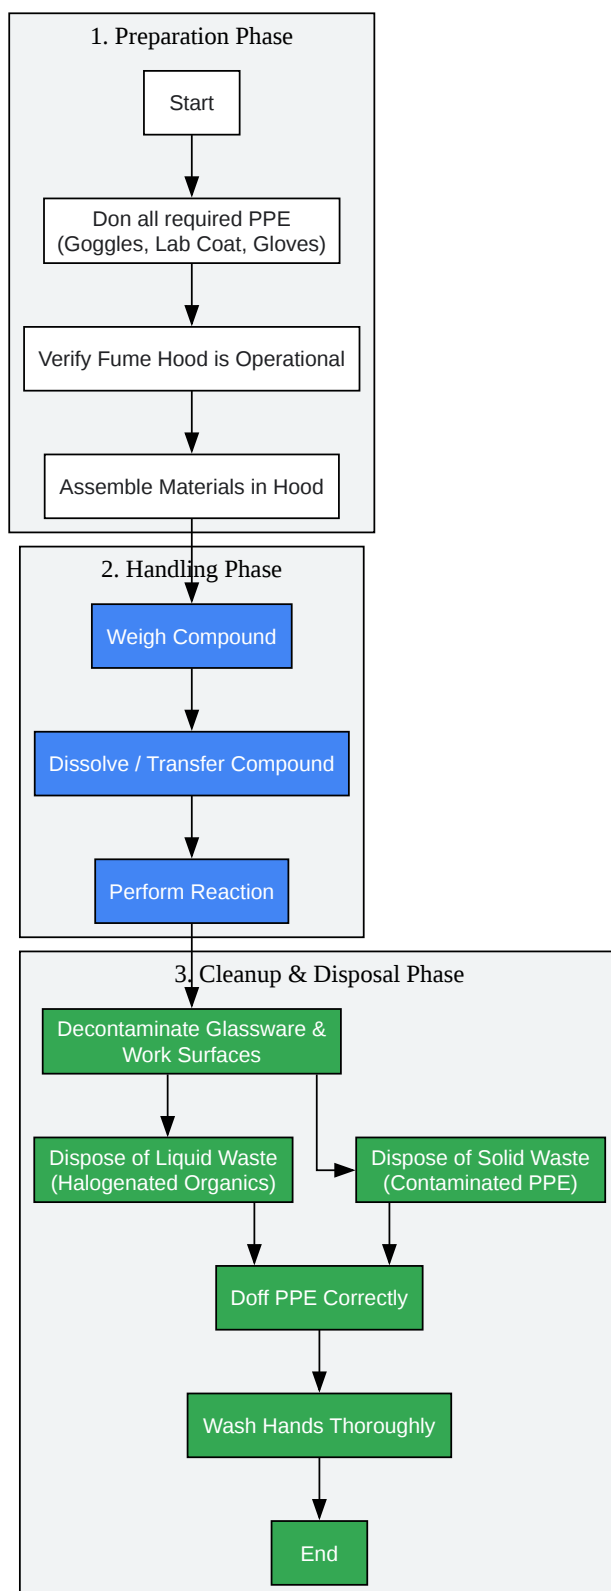 1. Preparation Phase
Start
Don all required PPE
(Goggles, Lab Coat, Gloves)
Verify Fume Hood is Operational
Assemble Materials in Hood
2. Handling Phase
Weigh Compound
Dissolve / Transfer Compound
Perform Reaction
3. Cleanup & Disposal Phase
Decontaminate Glassware &
Work Surfaces
Dispose of Liquid Waste
(Halogenated Organics)
Dispose of Solid Waste
(Contaminated PPE)
Doff PPE Correctly
Wash Hands Thoroughly
End